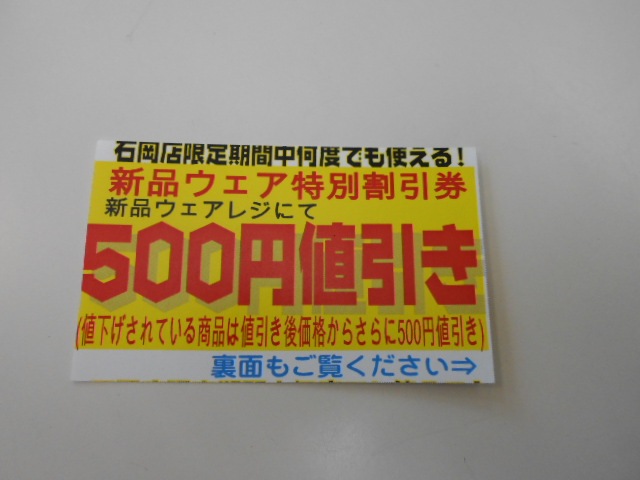 石岡店限定期間中何度でも使える!
新品ウェア特別割引券
新品ウェアレジにて
500円値引き
(値下げされている商品は値引き後価格からさらに500円値引き)
裏面もご覧ください⇒